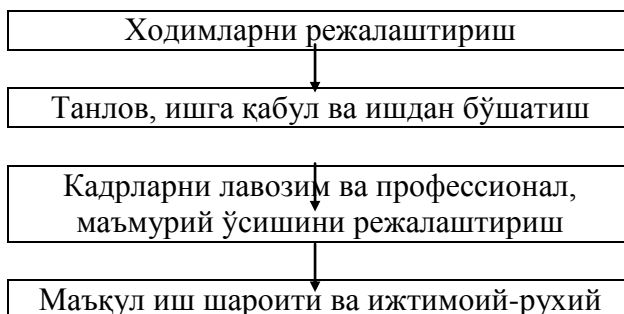 Ходимларни режалаштириш
Танлов, ишга қабул ва ишдан бўшатиш
Кадрларни лавозим ва профессионал,
маъмурий ўсишини режалаштириш
Маъқул иш шароити ва ижтимоий-рухий